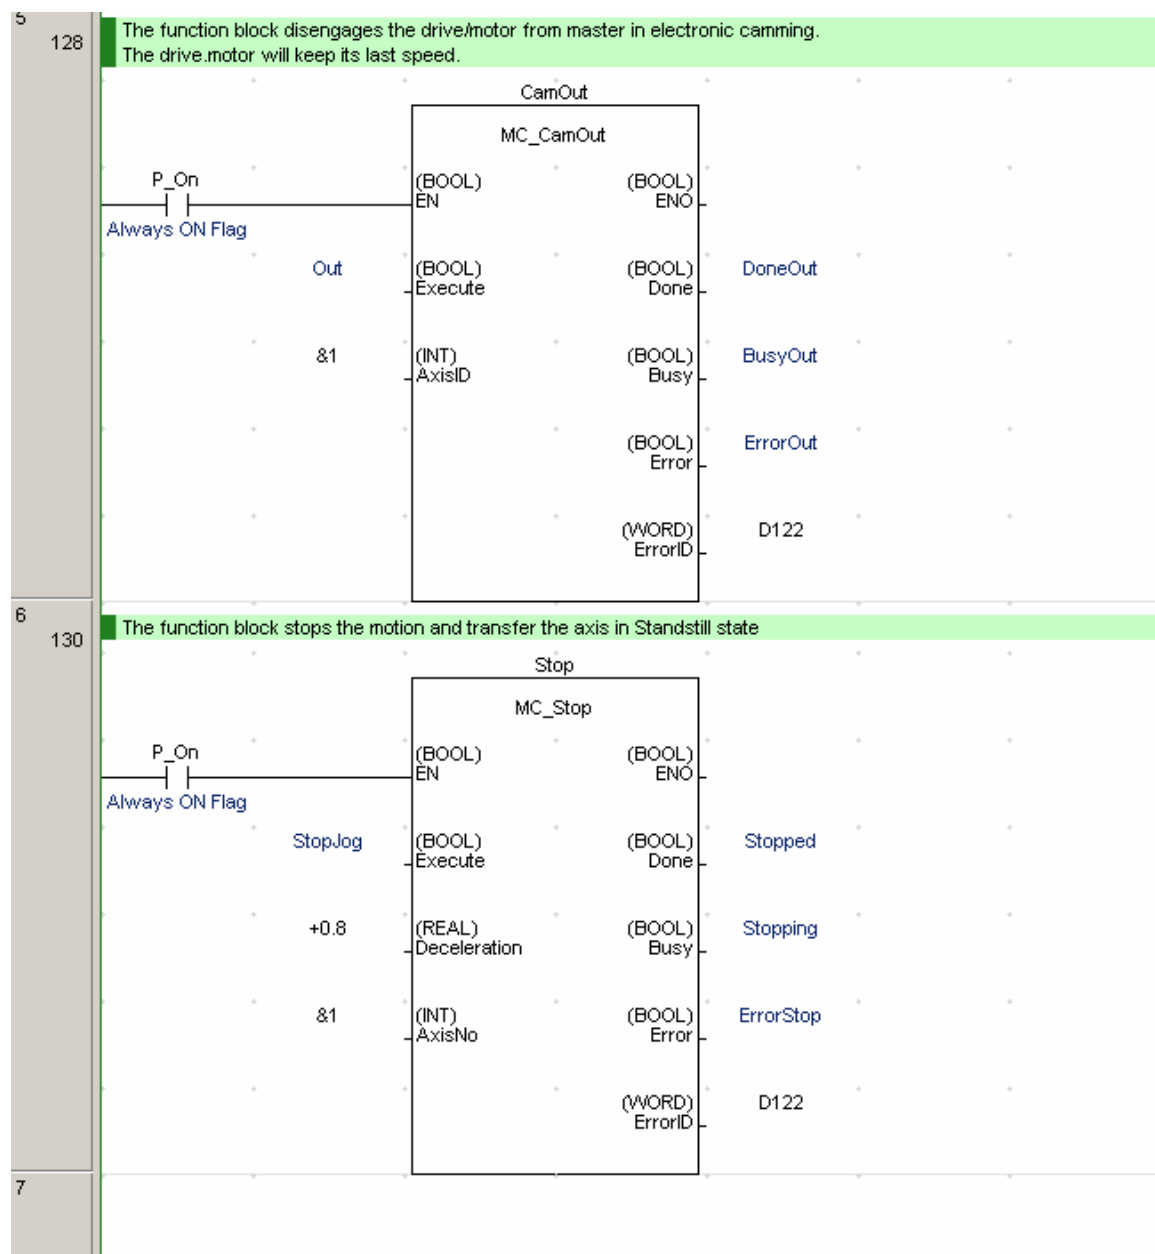 5
128
The function block disengages the drive/motor from master in electronic camming.
The drive.motor will keep its last speed.
CamOut
MC_CamOut
P_On
(BOOL)
EN
(BOOL)
ENO
Always ON Flag
Out
(BOOL)
Execute
(BOOL)
Done
DoneOut
&1
(INT)
AxisID
(BOOL)
Busy
BusyOut
(BOOL)
Error
ErrorOut
(WORD)
ErrorID
D122
6
130
The function block stops the motion and transfer the axis in Standstill state
Stop
MC_Stop
P_On
(BOOL)
EN
(BOOL)
ENO
Always ON Flag
StopJog
(BOOL)
Execute
(BOOL)
Done
Stopped
+0.8
(REAL)
Deceleration
(BOOL)
Busy
Stopping
&1
(INT)
AxisNo
(BOOL)
Error
ErrorStop
(WORD)
ErrorID
D122
7